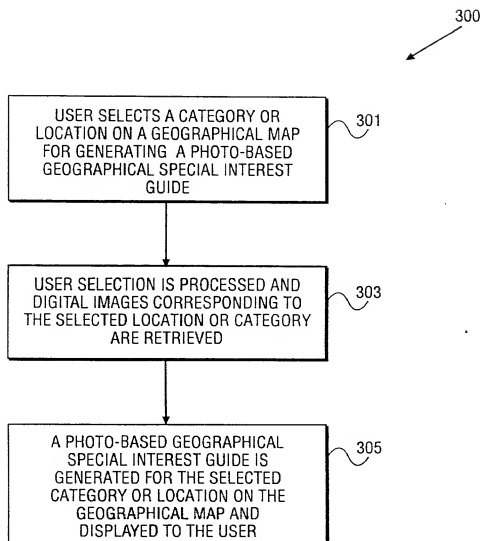 300
USER SELECTS A CATEGORY OR
LOCATION ON A GEOGRAPHICAL MAP
FOR GENERATING A PHOTO-BASED
GEOGRAPHICAL SPECIAL INTEREST
GUIDE
301
USER SELECTION IS PROCESSED AND
DIGITAL IMAGES CORRESPONDING TO
THE SELECTED LOCATION OR CATEGORY
ARE RETRIEVED
303
A PHOTO-BASED GEOGRAPHICAL
SPECIAL INTEREST GUIDE IS
GENERATED FOR THE SELECTED
CATEGORY OR LOCATION ON THE
GEOGRAPHICAL MAP AND
DISPLAYED TO THE USER
305